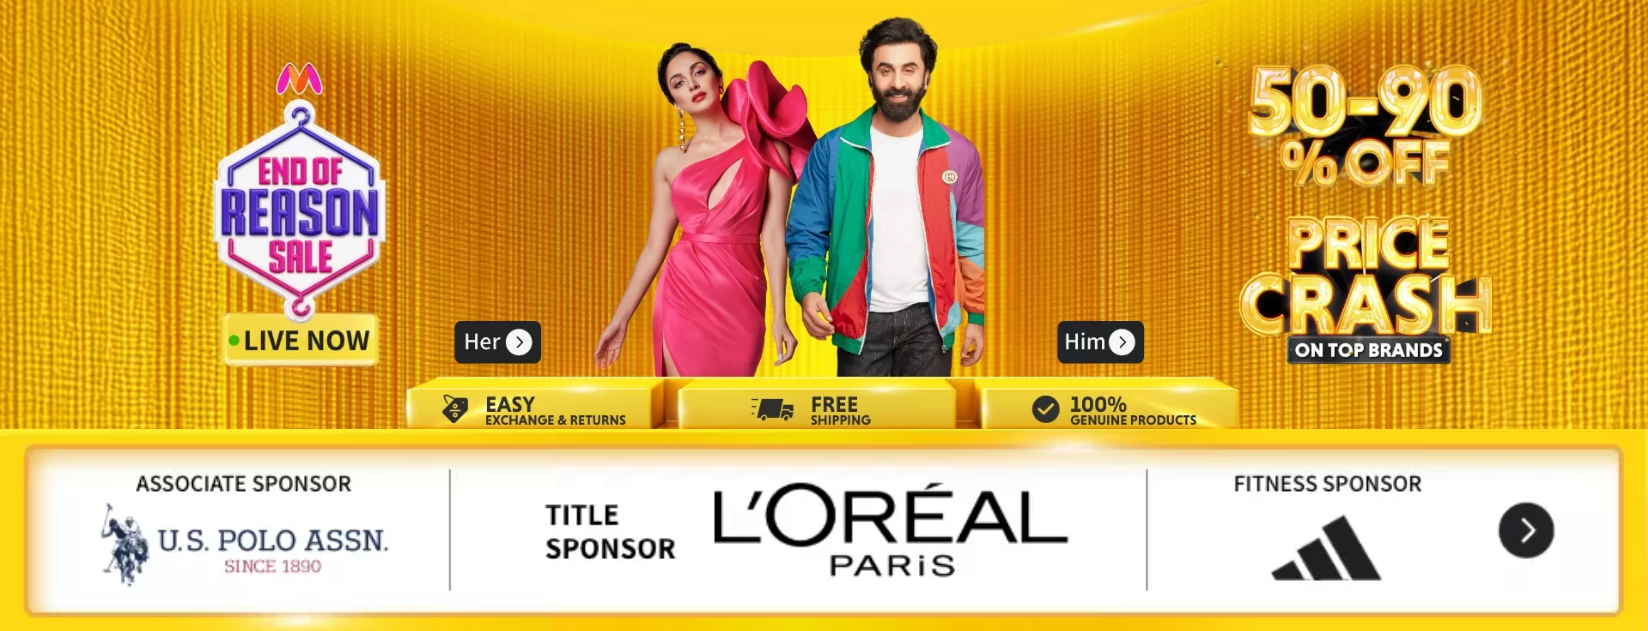 END OF
REASON
SALE
LIVE NOW
Her
Him
50-90
% OFF
PRICE
CRASH
ON TOP BRANDS
EASY
EXCHANGE & RETURNS
FREE
SHIPPING
100%
GENUINE PRODUCTS
ASSOCIATE SPONSOR
U.S. POLO ASSN.
SINCE 1890
TITLE
SPONSOR
L'ORÉAL
PARiS
FITNESS SPONSOR